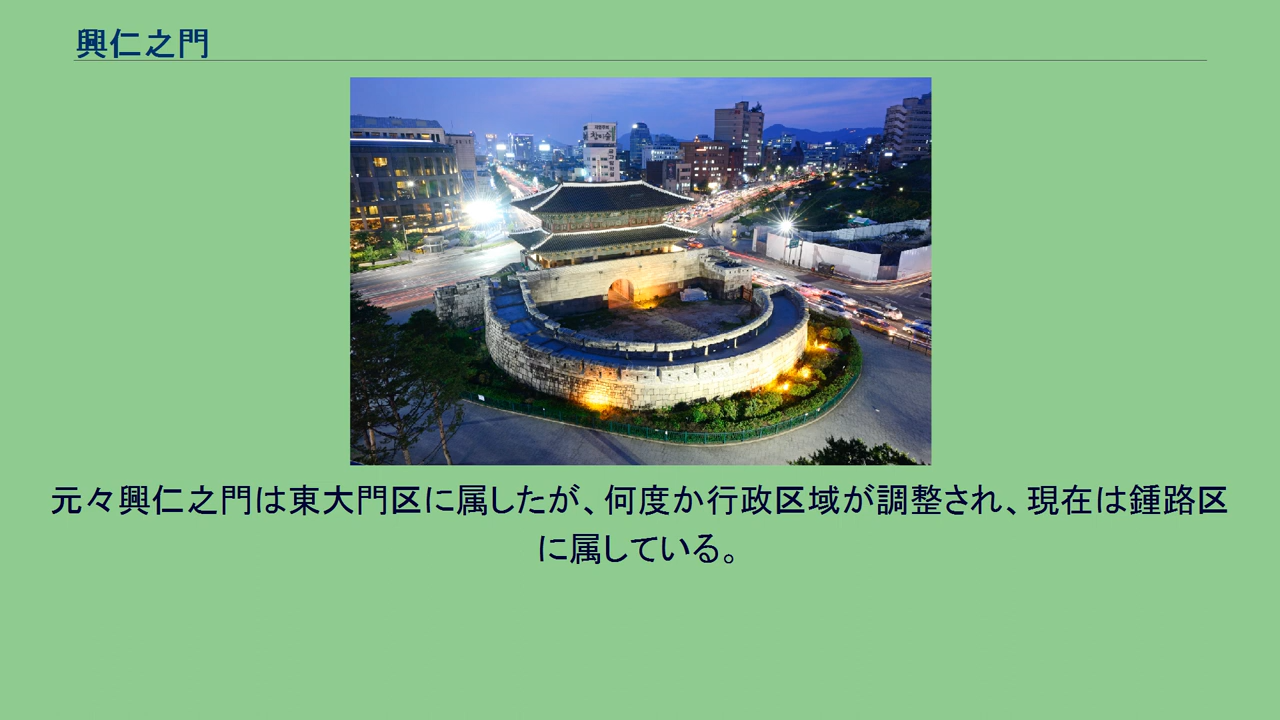 興仁之門
元々興仁之門は東大門区に属したが、何度か行政区域が調整され、現在は鍾路区
に属している。